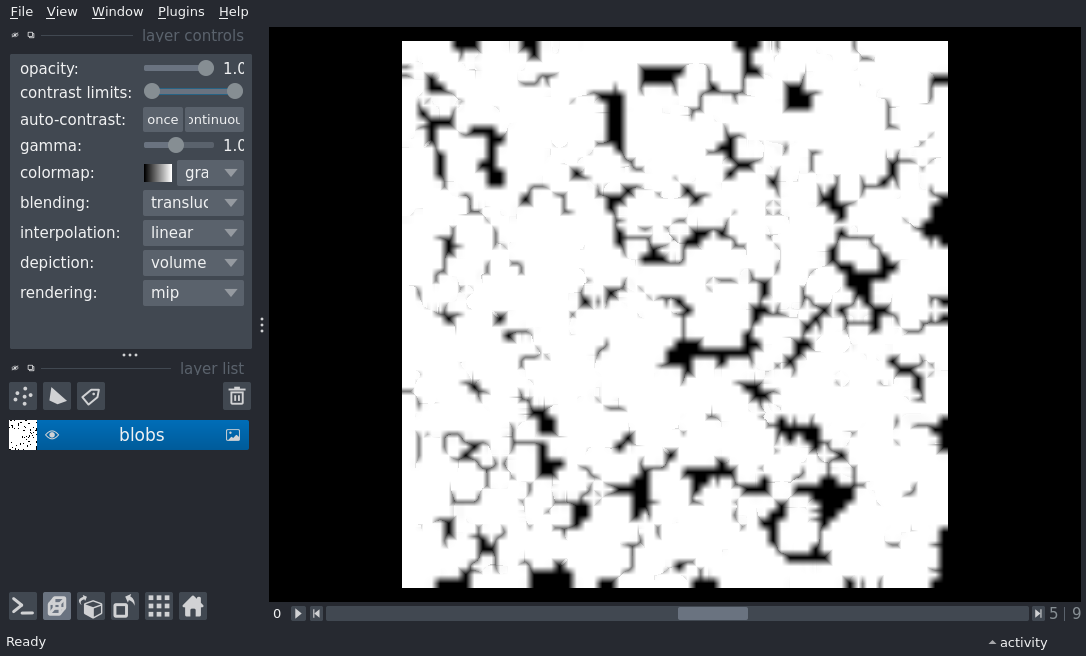 File View Window Plugins Help
layer controls
opacity: 1.0
contrast limits:
auto-contrast: once ontinuou
gamma: 1.0
colormap: gra
blending: transluc
interpolation: linear
depiction: volume
rendering: mip
layer list
blobs
0 5 | 9
Ready activity